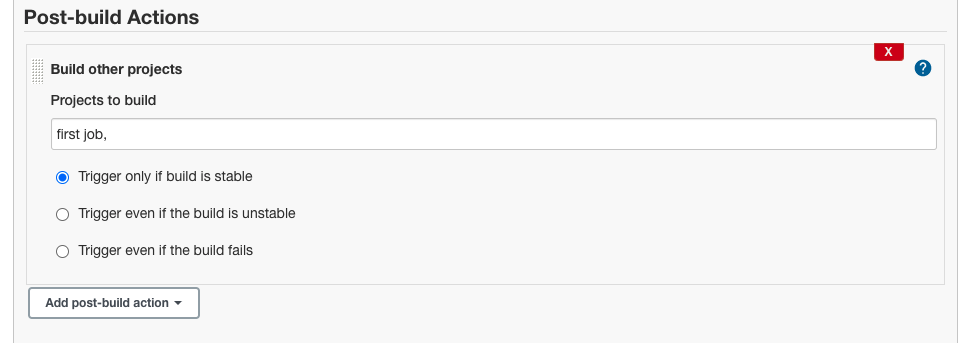 Post-build Actions
X
Build other projects
?
Projects to build
first job,
Trigger only if build is stable
Trigger even if the build is unstable
Trigger even if the build fails
Add post-build action